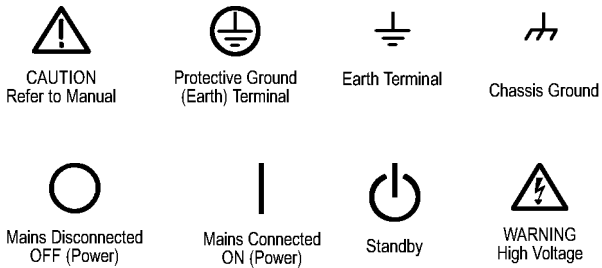 CAUTION
Refer to Manual
Protective Ground
(Earth) Terminal
Earth Terminal
Chassis Ground
Mains Disconnected
OFF (Power)
Mains Connected
ON (Power)
Standby
WARNING
High Voltage